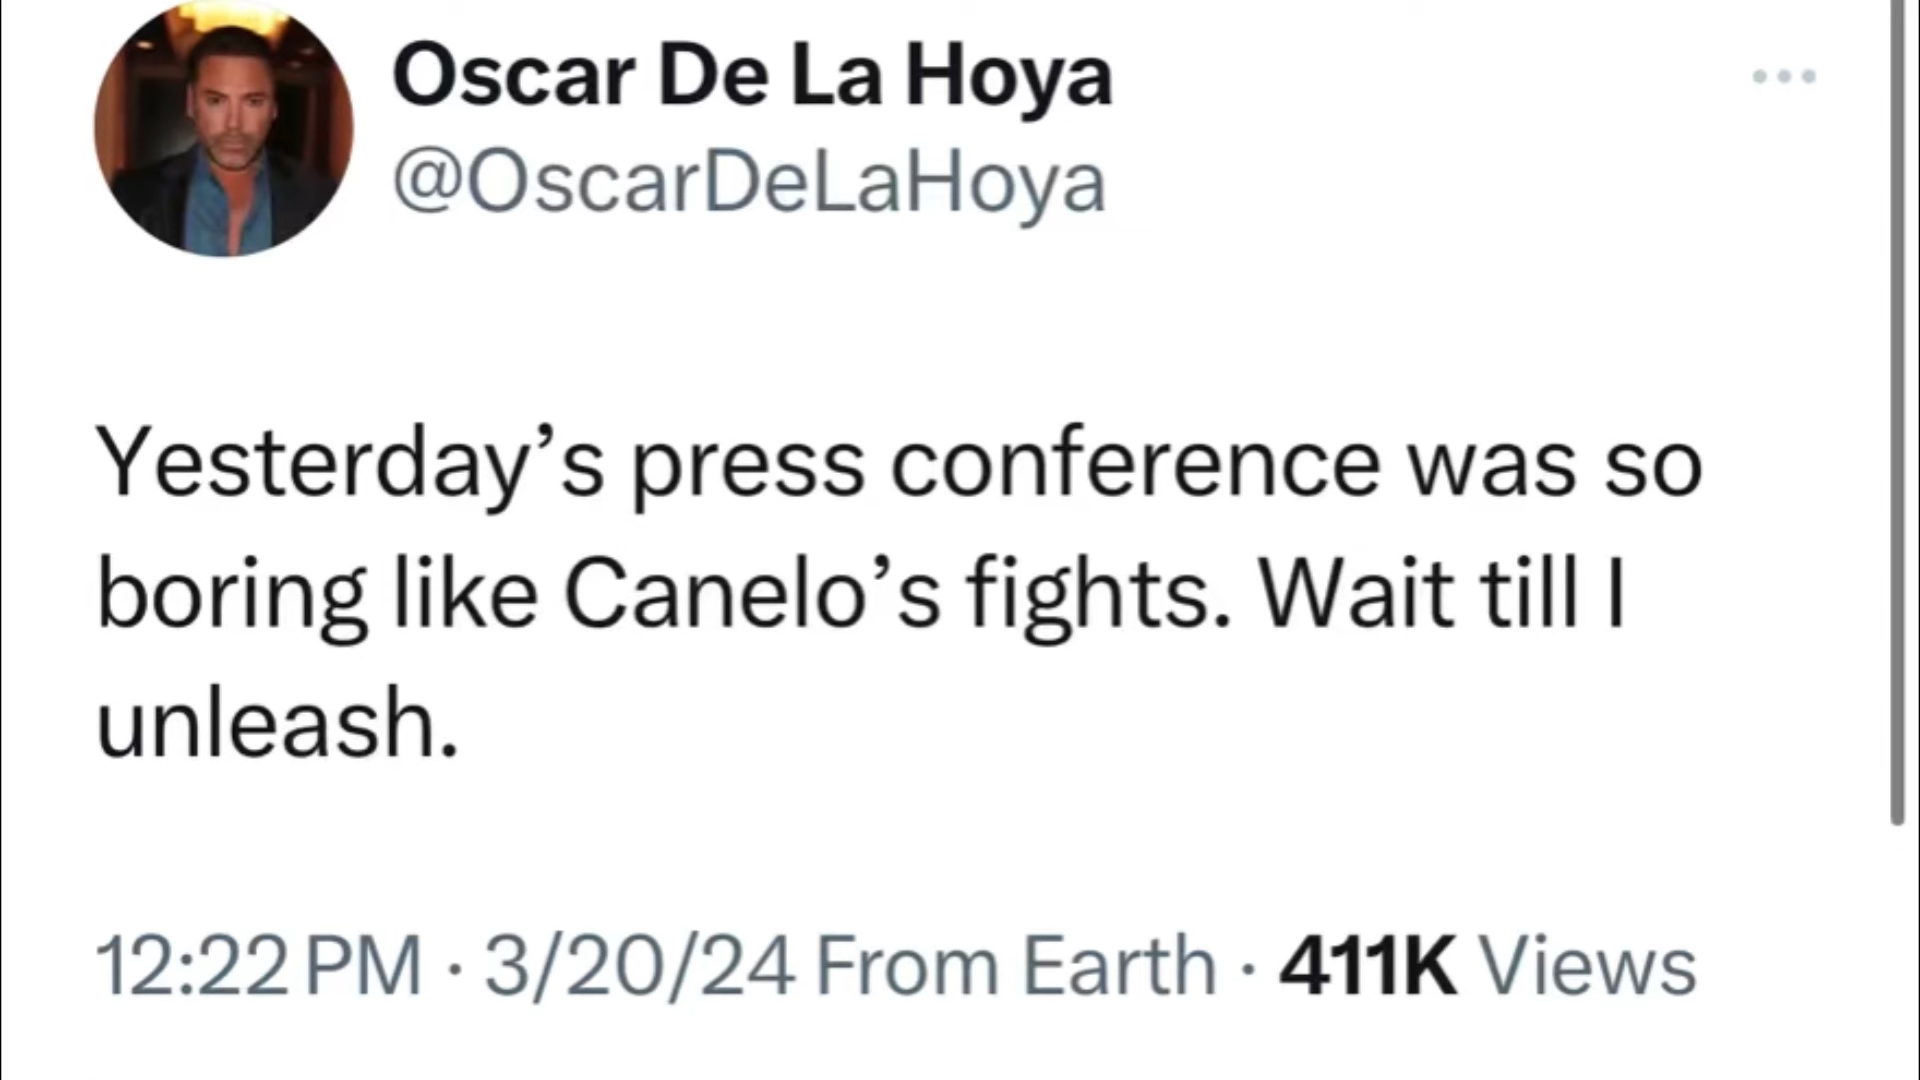 Oscar De La Hoya
@OscarDeLaHoya
Yesterday’s press conference was so
boring like Canelo’s fights. Wait till I
unleash.
12:22 PM · 3/20/24 From Earth · 411K Views